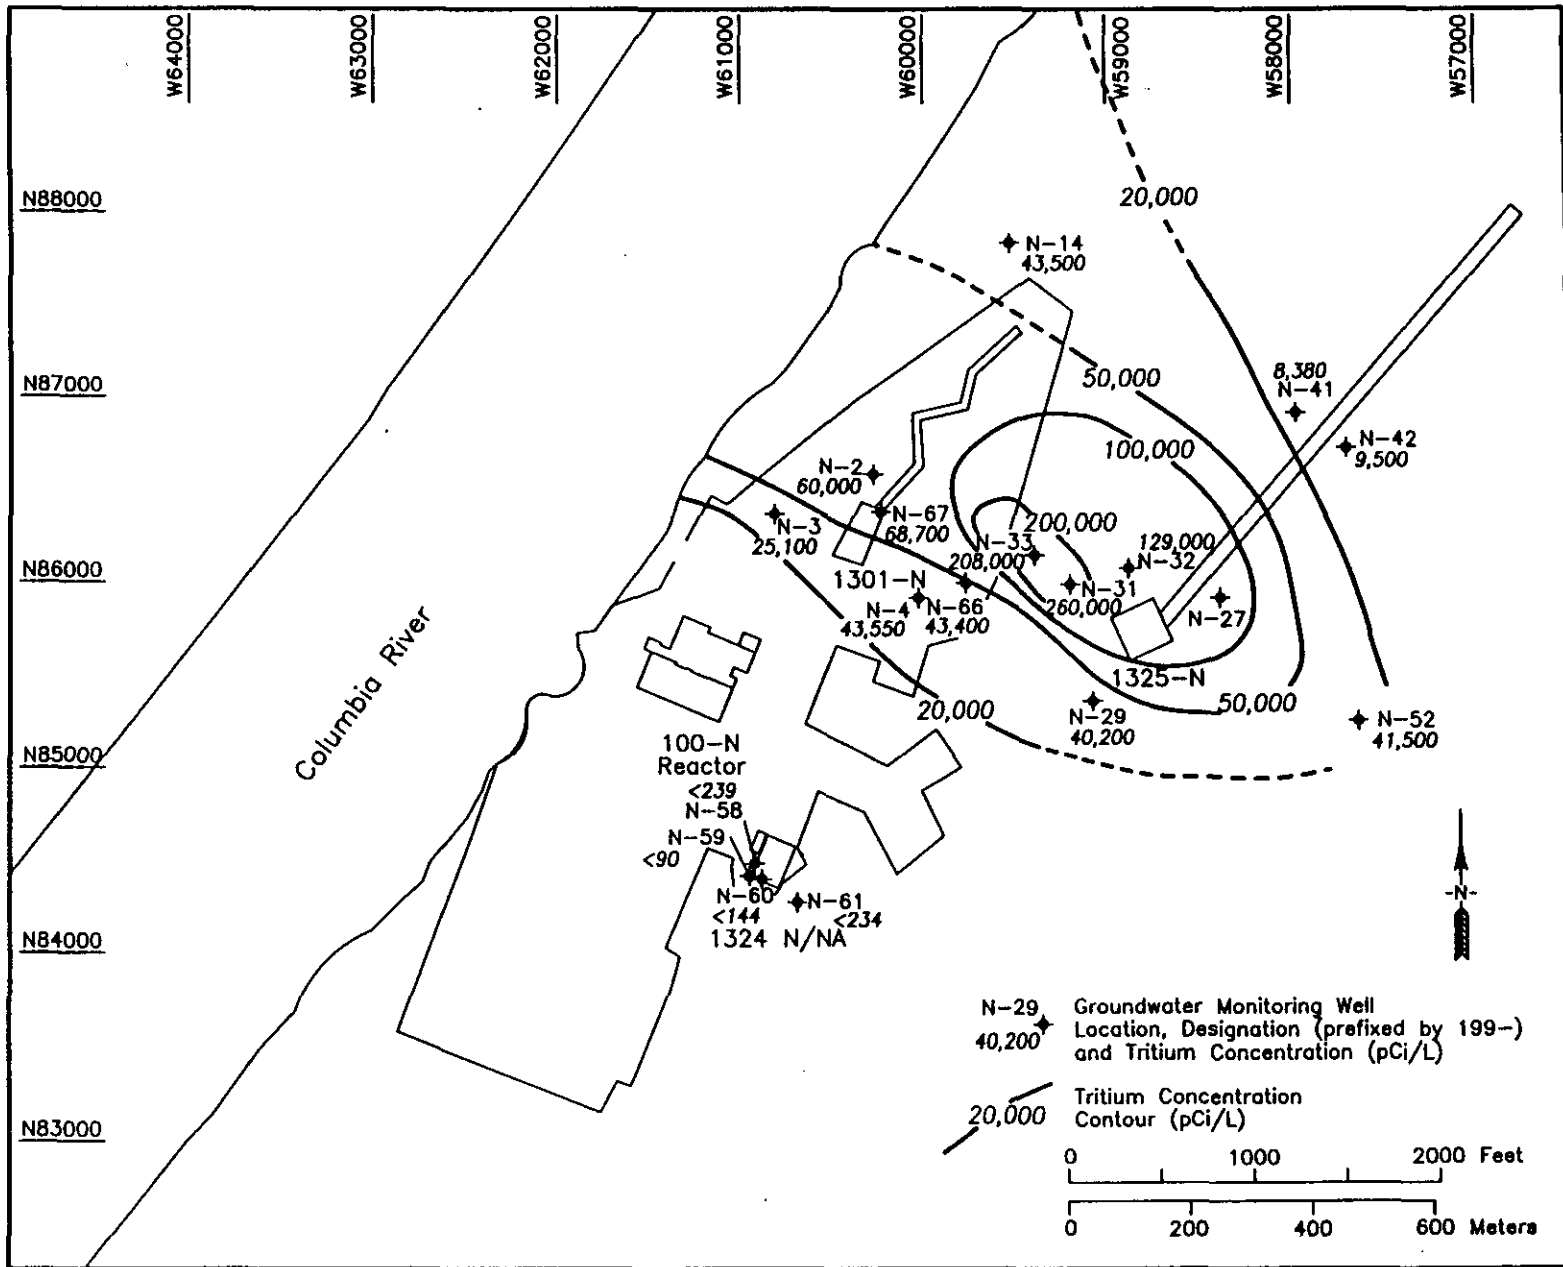 W64000
W63000
W62000
W61000
W60000
W59000
W58000
W57000
N88000
N87000
N86000
N85000
N84000
N83000
Columbia River
20,000
N-14
43,500
50,000
8,380
N-41
N-42
9,500
100,000
N-2
60,000
N-67
68,700
N-3
25,100
200,000
N-33
208,000
129,000
N-32
1301-N
N-31
260,000
N-27
N-4
43,550
N-66
43,400
1325-N
50,000
20,000
N-29
40,200
N-52
41,500
100-N
Reactor
<239
N-58
N-59
<90
N-60
<144
N-61
<234
1324 N/NA
-N-
N-29
40,200
Groundwater Monitoring Well
Location, Designation (prefixed by 199-)
and Tritium Concentration (pCi/L)
20,000
Tritium Concentration
Contour (pCi/L)
0 1000 2000 Feet
0 200 400 600 Meters